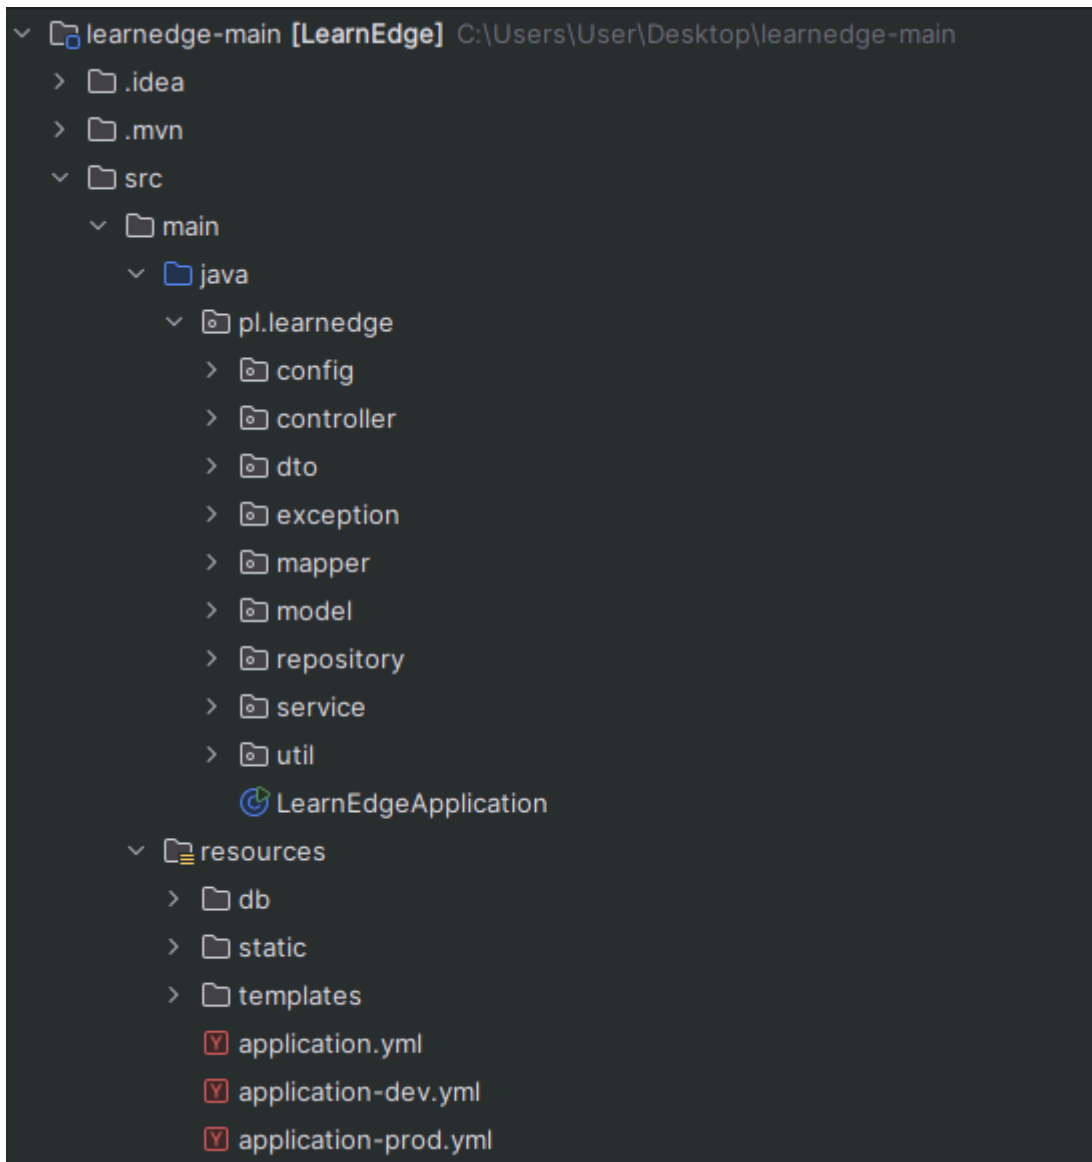 learnedge-main [LearnEdge] C:\Users\User\Desktop\learnedge-main
.idea
.mvn
src
main
java
pl.learnedge
config
controller
dto
exception
mapper
model
repository
service
util
LearnEdgeApplication
resources
db
static
templates
application.yml
application-dev.yml
application-prod.yml